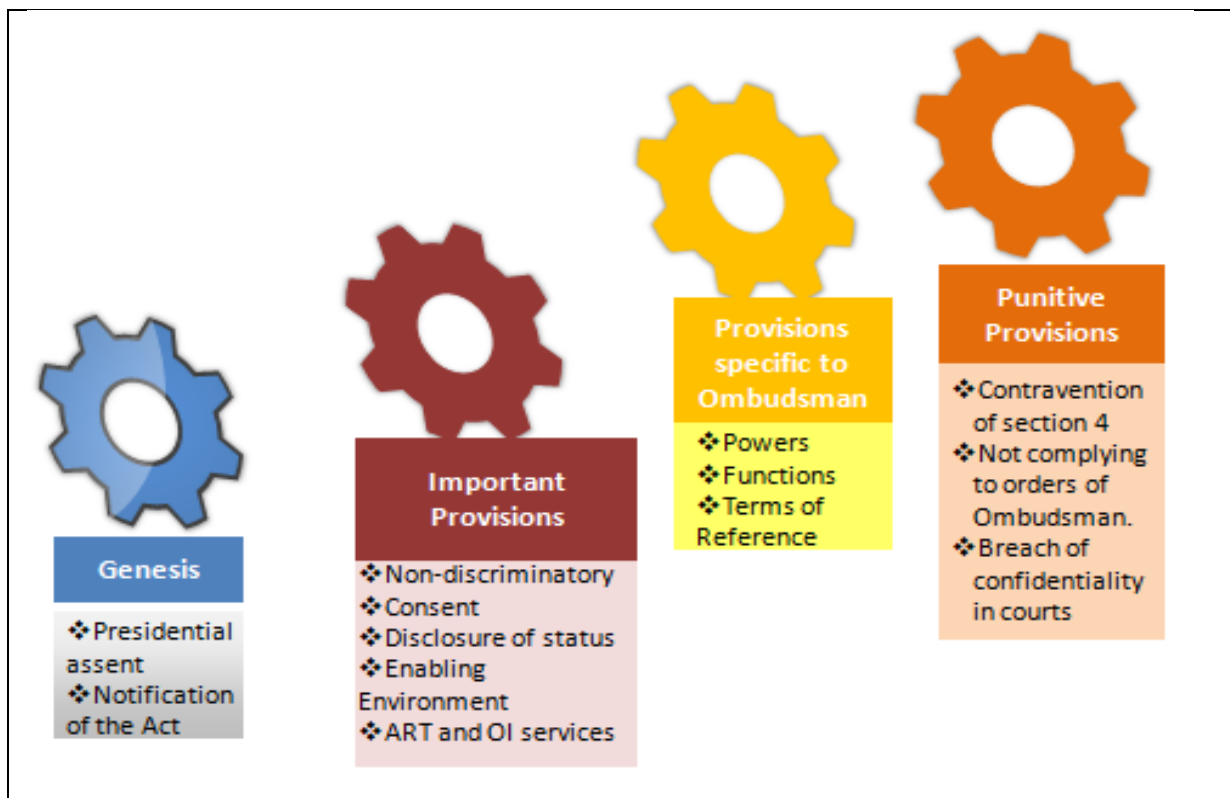 Genesis
❖Presidential
assent
❖Notification
of the Act
Important
Provisions
❖Non-discriminatory
❖Consent
❖Disclosure of status
❖Enabling
Environment
❖ART and OI services
Provisions
specific to
Ombudsman
❖Powers
❖Functions
❖Terms of
Reference
Punitive
Provisions
❖Contravention
of section 4
❖Not complying
to orders of
Ombudsman.
❖Breach of
confidentiality
in courts